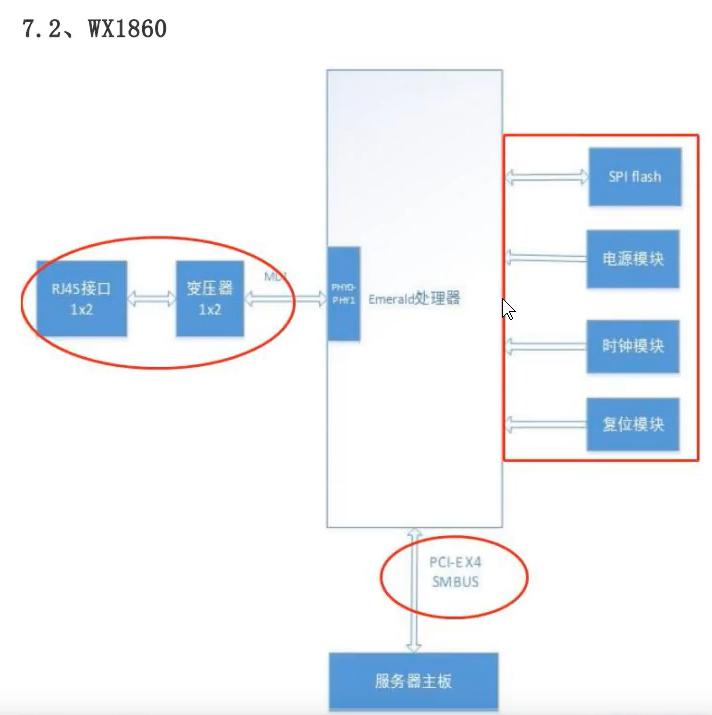 7.2、WX1860
SPI flash
电源模块
RJ45接口
1x2
变压器
1x2
MDI
PHY0-
PHY1
Emerald处理器
时钟模块
复位模块
PCI-EX4
SMBUS
服务器主板